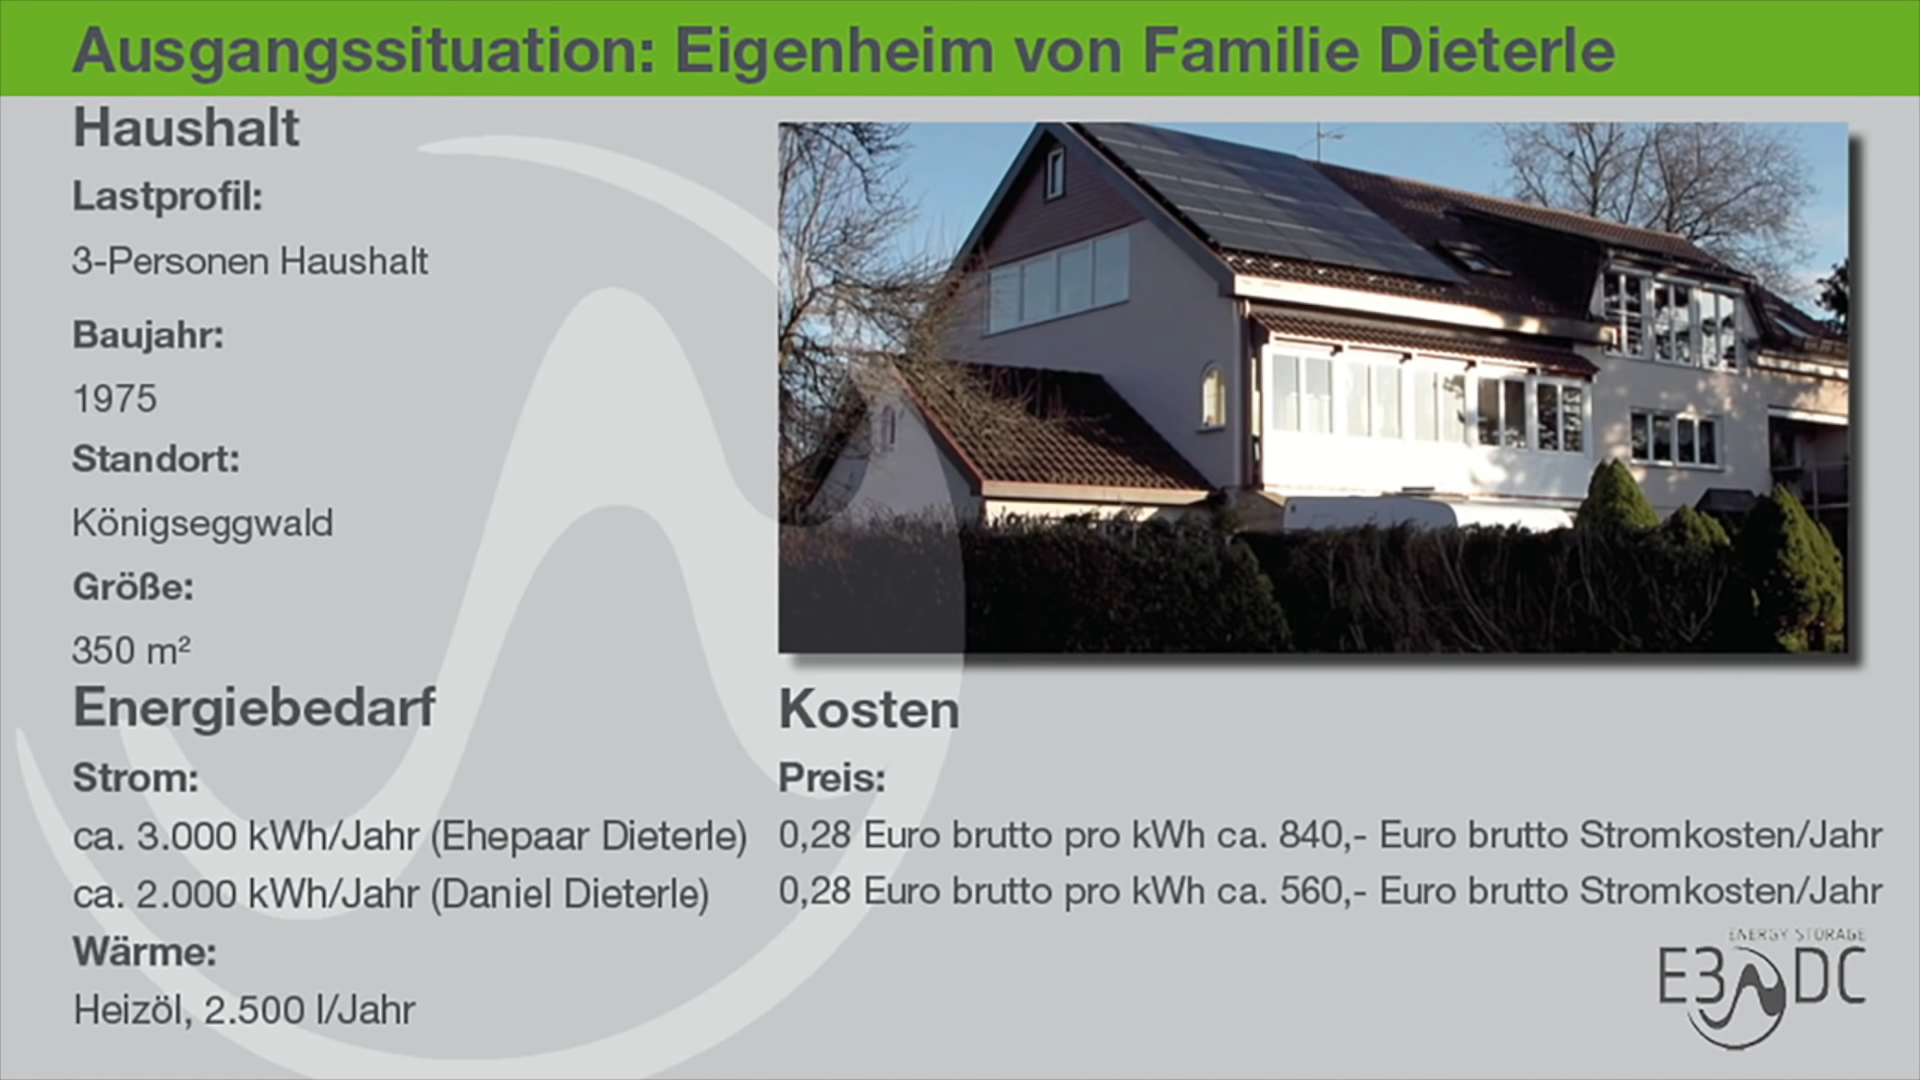 Ausgangssituation: Eigenheim von Familie Dieterle
Haushalt
Lastprofil:
3-Personen Haushalt
Baujahr:
1975
Standort:
Königseggwald
Größe:
350 m²
Energiebedarf
Strom:
ca. 3.000 kWh/Jahr (Ehepaar Dieterle)
ca. 2.000 kWh/Jahr (Daniel Dieterle)
Wärme:
Heizöl, 2.500 l/Jahr
Kosten
Preis:
0,28 Euro brutto pro kWh ca. 840,- Euro brutto Stromkosten/Jahr
0,28 Euro brutto pro kWh ca. 560,- Euro brutto Stromkosten/Jahr
ENERGY STORAGE
E3 DC